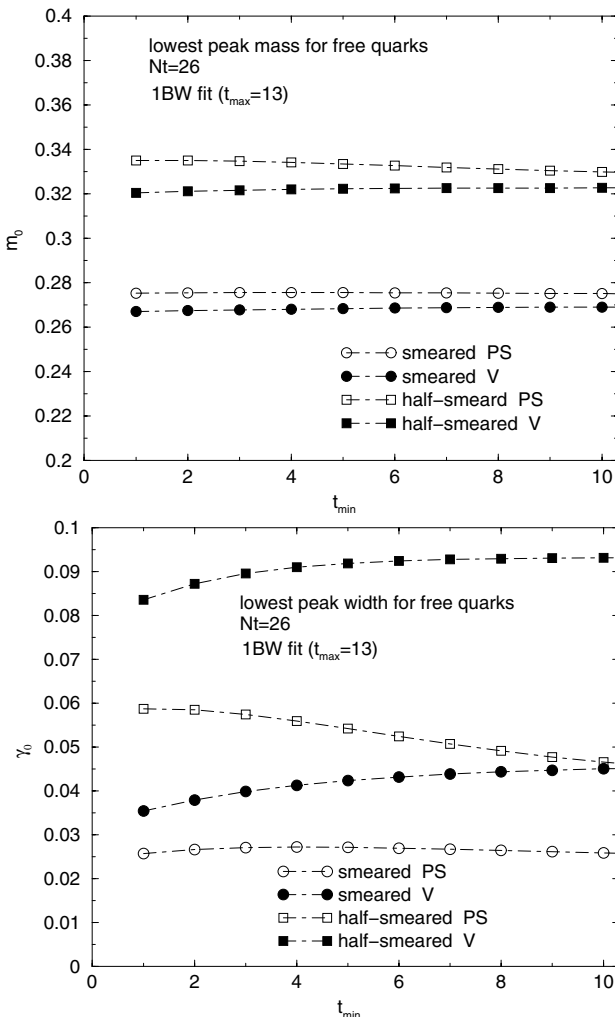 0.4
lowest peak mass for free quarks
Nt=26
0.38
1BW fit (tmax=13)
0.36
0.34
0.32
m0
0.3
0.28
0.26
smeared PS
smeared V
0.24
half−smeard PS
0.22
half−smeared V
0.2
0 2 4 6 8 10
tmin
0.1
0.09
lowest peak width for free quarks
0.08
Nt=26
1BW fit (tmax=13)
0.07
0.06
0.05
γ0
0.04
0.03
smeared PS
0.02
smeared V
half−smeared PS
0.01
half−smeared V
0
0 2 4 6 8 10
tmin